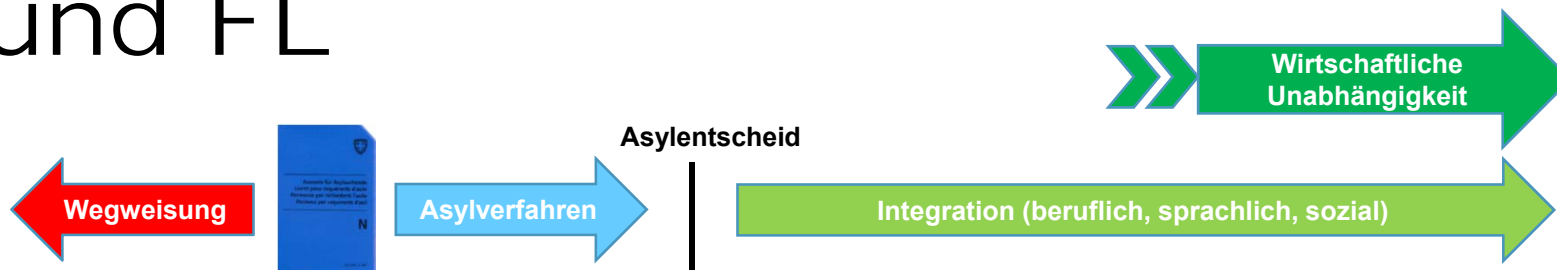 und FL
Wirtschaftliche
Unabhängigkeit
Asylentscheid
Wegweisung
N
Asylverfahren
Integration (beruflich, sprachlich, sozial)